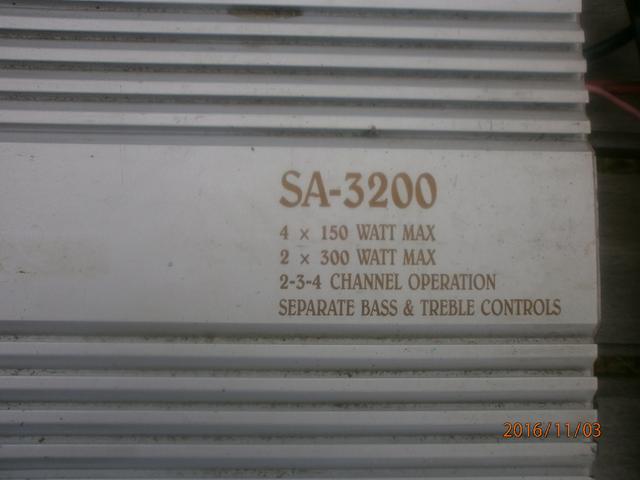 SA-3200
4 × 150 WATT MAX
2 × 300 WATT MAX
2-3-4 CHANNEL OPERATION
SEPARATE BASS & TREBLE CONTROLS
2016/11/03